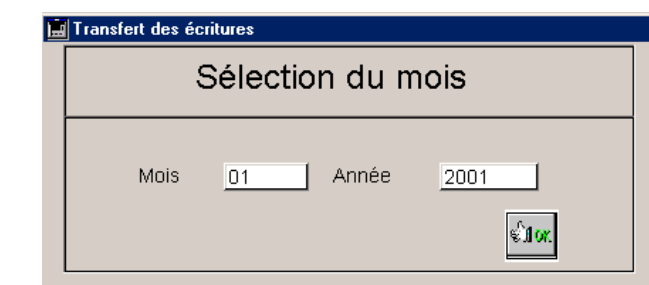 Transfert des écritures
Sélection du mois
Mois 01 Année 2001
OK